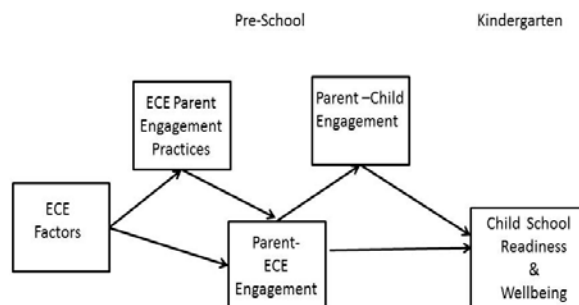 Pre-School
Kindergarten
ECE Parent
Engagement
Practices
Parent –Child
Engagement
ECE
Factors
Parent-
ECE
Engagement
Child School
Readiness
&
Wellbeing